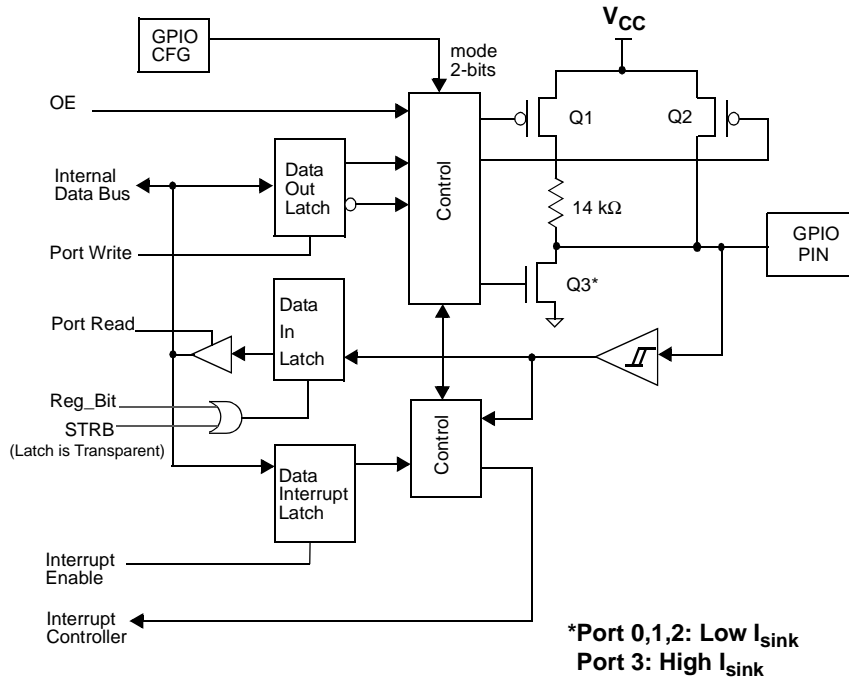 VCC
GPIO
CFG
mode
2-bits
OE
Q1
Q2
Internal
Data Bus
Data
Out
Latch
Control
14 kΩ
GPIO
PIN
Port Write
Q3*
Data
In
Latch
Port Read
Reg_Bit
STRB
(Latch is Transparent)
Control
Data
Interrupt
Latch
Interrupt
Enable
Interrupt
Controller
*Port 0,1,2: Low Isink
Port 3: High Isink